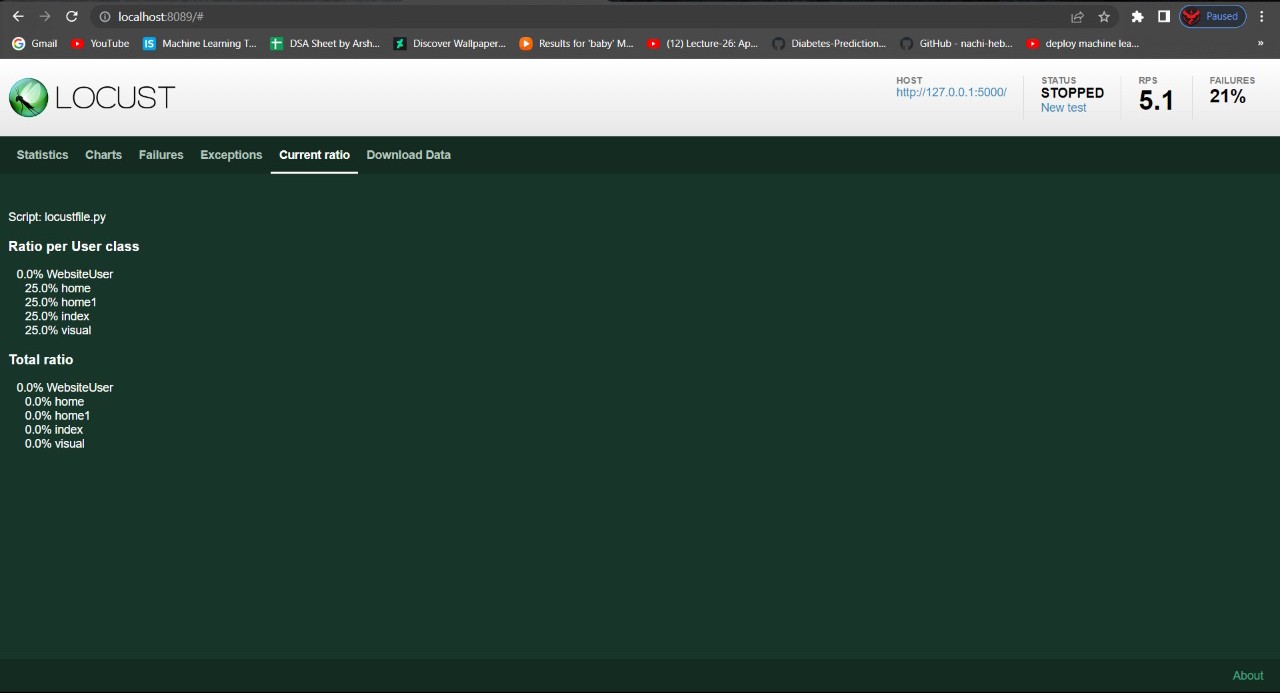 localhost:8089/#
Paused
Gmail
YouTube
Machine Learning T...
DSA Sheet by Arsh...
Discover Wallpaper...
Results for 'baby' M...
(12) Lecture-26: Ap...
Diabetes-Prediction...
GitHub - nachi-heb...
deploy machine lea...
»
LOCUST
HOST
http://127.0.0.1:5000/
STATUS
STOPPED
New test
RPS
5.1
FAILURES
21%
Statistics
Charts
Failures
Exceptions
Current ratio
Download Data
Script: locustfile.py
Ratio per User class
0.0% WebsiteUser
25.0% home
25.0% home1
25.0% index
25.0% visual
Total ratio
0.0% WebsiteUser
0.0% home
0.0% home1
0.0% index
0.0% visual
About